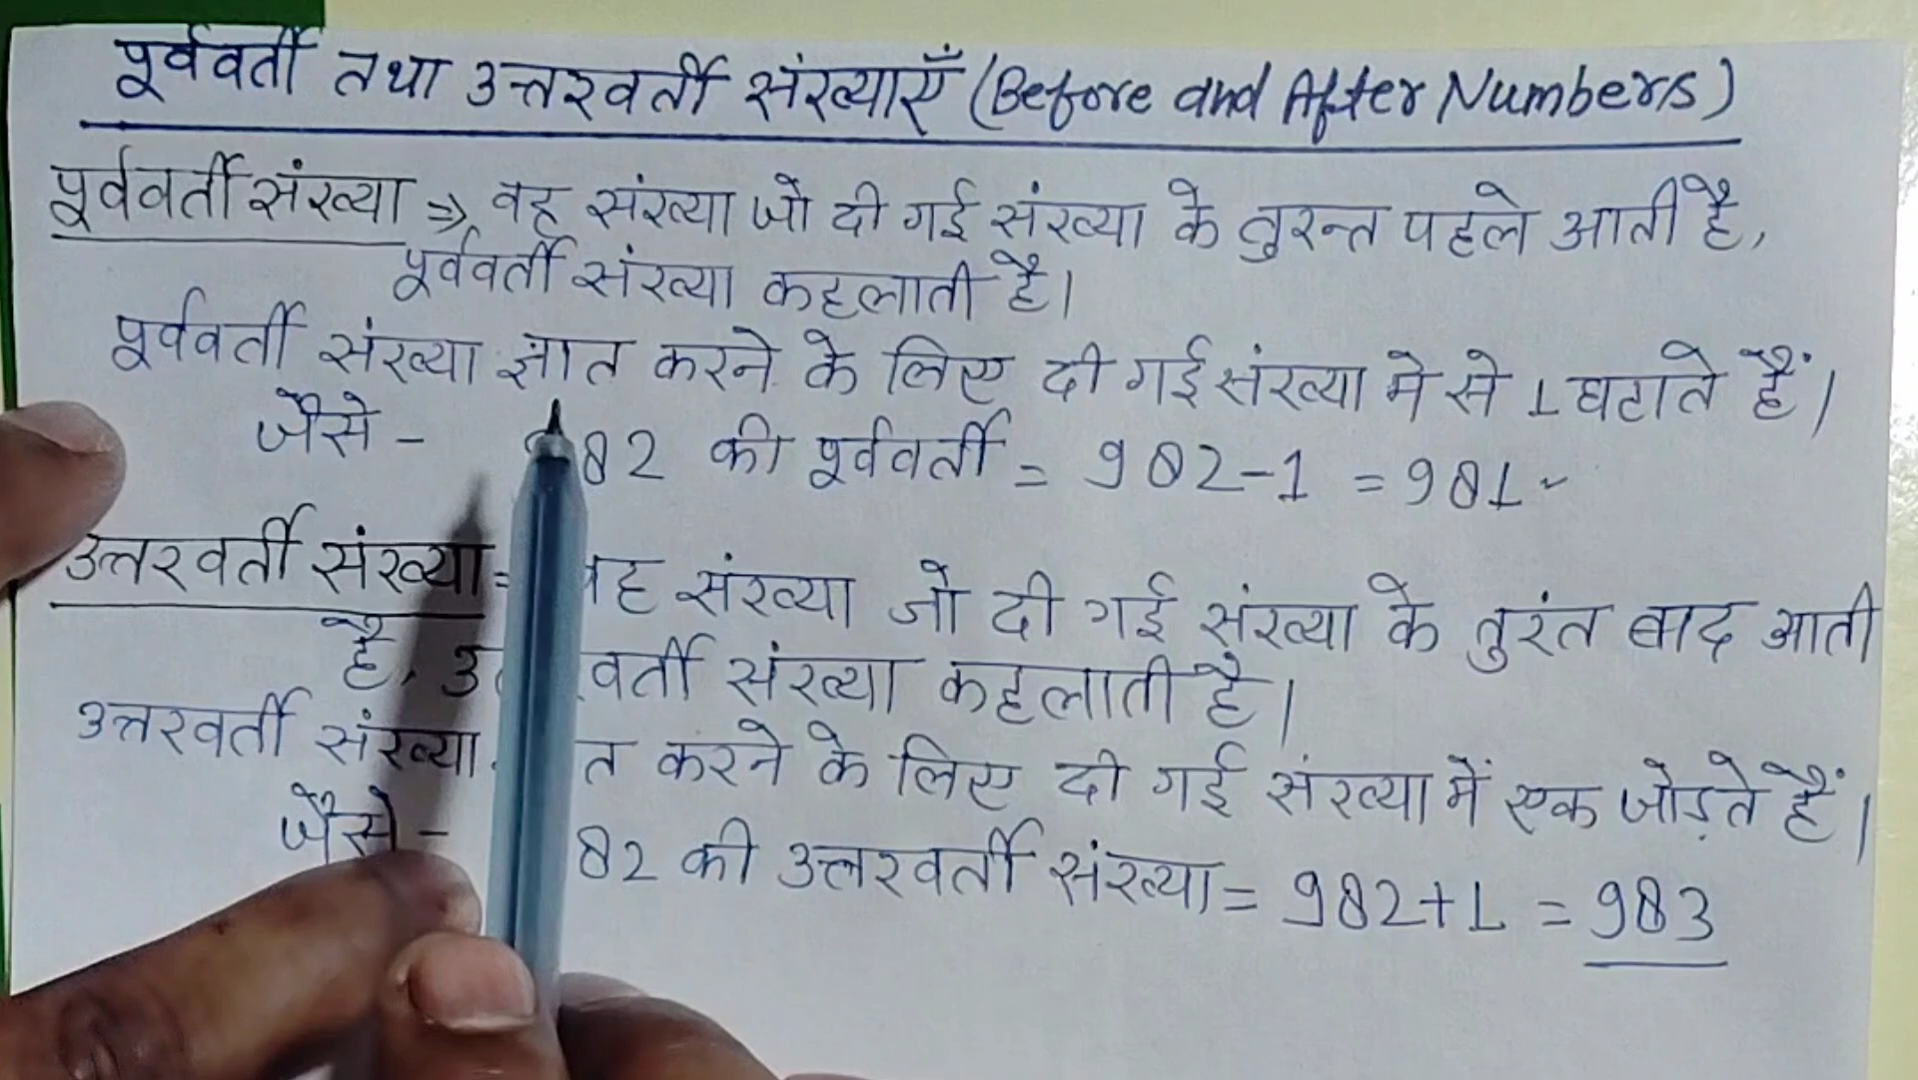 पूर्ववर्ती तथा उत्तरवर्ती संख्याएँ (Before and After Numbers)
पूर्ववर्ती संख्या ⇒ वह संख्या जो दी गई संख्या के तुरन्त पहले आती है,
पूर्ववर्ती संख्या कहलाती है।
पूर्ववर्ती संख्या ज्ञात करने के लिए दी गई संख्या मे से 1 घटाते हैं।
जैसे - 82 की पूर्ववर्ती = 982-1 = 981
उत्तरवर्ती संख्या = संख्या जो दी गई संख्या के तुरंत बाद आती
है, संख्या कहलाती है।
उत्तरवर्ती संख्या करने के लिए दी गई संख्या में एक जोड़ते हैं।
जैसे - 82 की उत्तरवर्ती संख्या = 982+1 = 983